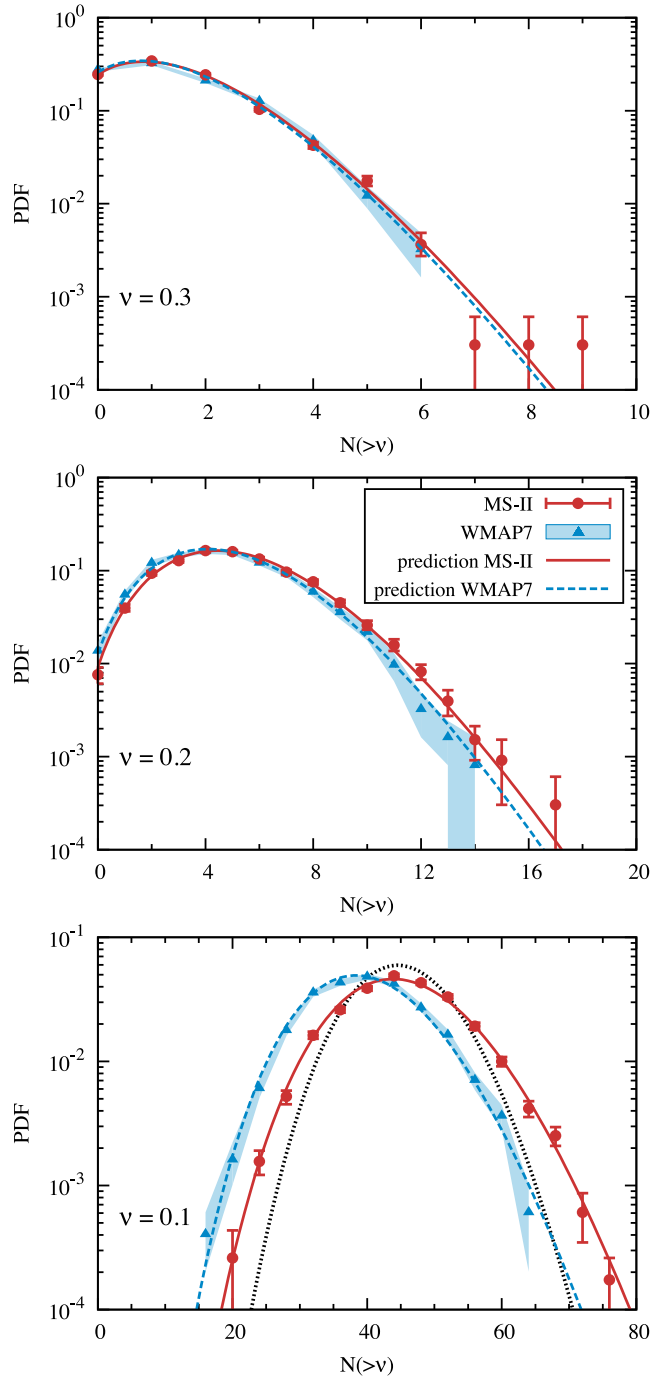 10^0
10^-1
10^-2
10^-3
10^-4
PDF
ν = 0.3
0 2 4 6 8 10
N(>ν)
10^0
10^-1
10^-2
10^-3
10^-4
PDF
MS-II
WMAP7
prediction MS-II
prediction WMAP7
ν = 0.2
0 4 8 12 16 20
N(>ν)
10^-1
10^-2
10^-3
10^-4
PDF
ν = 0.1
0 20 40 60 80
N(>ν)